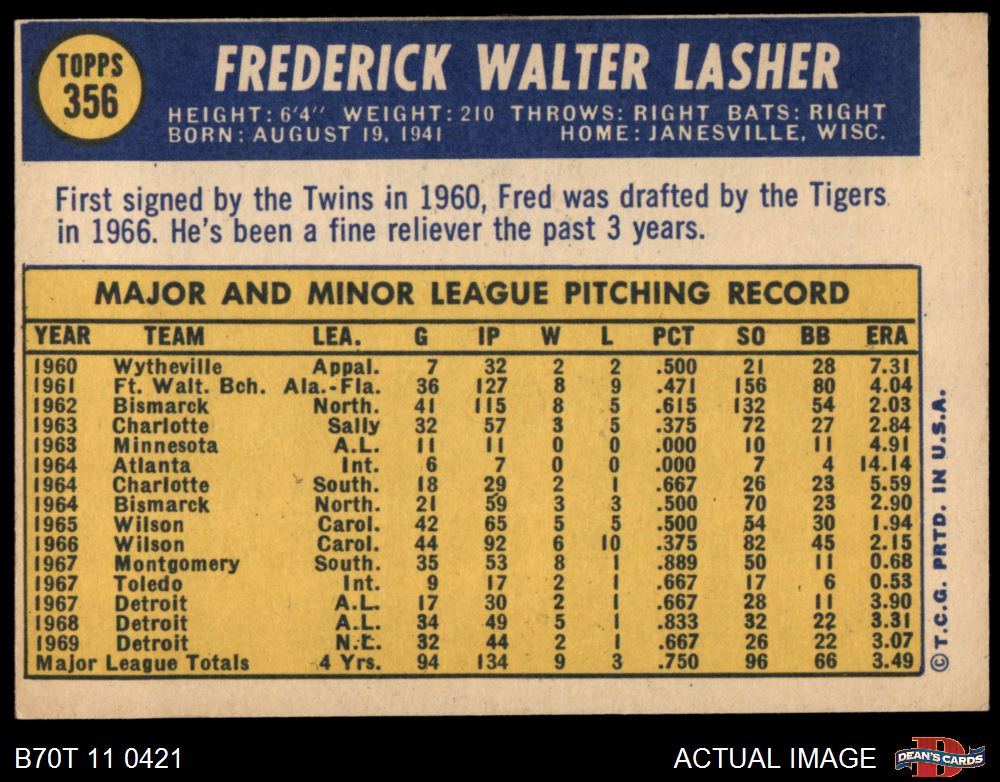 TOPPS
356
FREDERICK WALTER LASHER
HEIGHT: 6'4" WEIGHT: 210 THROWS: RIGHT BATS: RIGHT
BORN: AUGUST 19, 1941 HOME: JANESVILLE, WISC.
First signed by the Twins in 1960, Fred was drafted by the Tigers
in 1966. He's been a fine reliever the past 3 years.
MAJOR AND MINOR LEAGUE PITCHING RECORD
YEAR TEAM LEA. G IP W L PCT SO BB ERA
1960 Wytheville Appal. 7 32 2 2 .500 21 28 7.31
1961 Ft. Walt. Bch. Ala.-Fla. 36 127 8 9 .471 156 80 4.04
1962 Bismarck North. 41 115 8 5 .615 132 54 2.03
1963 Charlotte Sally 32 57 3 5 .375 72 27 2.84
1963 Minnesota A.L. 11 11 0 0 .000 10 11 4.91
1964 Atlanta Int. 6 7 0 0 .000 7 4 14.14
1964 Charlotte South. 18 29 2 1 .667 26 23 5.59
1964 Bismarck North. 21 59 3 3 .500 70 23 2.90
1965 Wilson Carol. 42 65 5 5 .500 54 30 1.94
1966 Wilson Carol. 44 92 6 10 .375 82 45 2.15
1967 Montgomery South. 35 53 8 1 .889 50 11 0.68
1967 Toledo Int. 9 17 2 1 .667 17 6 0.53
1967 Detroit A.L. 17 30 2 1 .667 28 11 3.90
1968 Detroit A.L. 34 49 5 1 .833 32 22 3.31
1969 Detroit N.L. 32 44 2 1 .667 26 22 3.07
Major League Totals 4 Yrs. 94 134 9 3 .750 96 66 3.49
© T.C.G. PRTD. IN U.S.A.
B70T 11 0421
ACTUAL IMAGE
D
DEAN'S CARDS